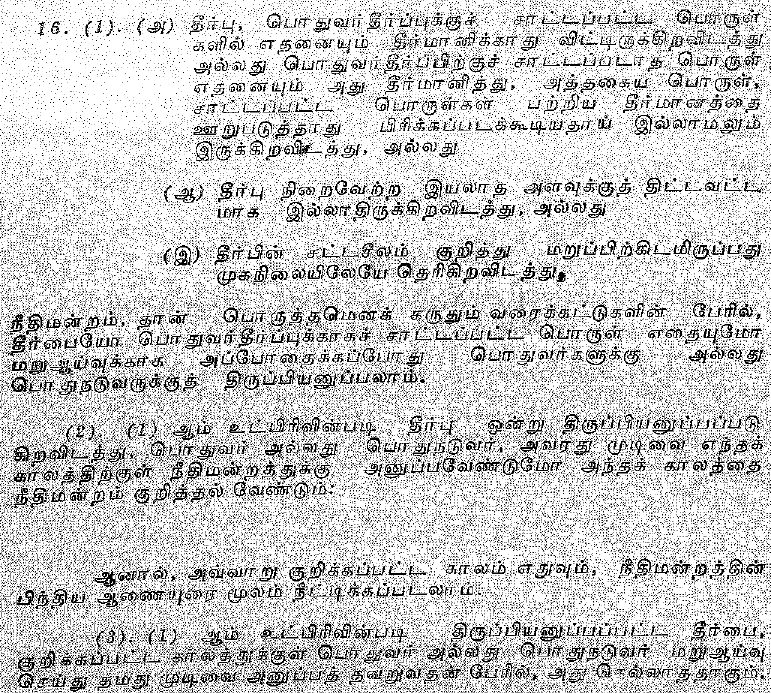 16. (1). (அ) தீர்பு, பொதுவர்தீர்ப்புக்குச் சாட்டப்பட்ட பொருள்
களில் எதனையும் தீர்மானிக்காது விட்டிருக்கிறவிடத்து
அல்லது பொதுவர்தீர்ப்பிற்குச் சாட்டப்படாத பொருள்
எதனையும் அது தீர்மானித்து, அத்தகைய பொருள்,
சாட்டப்பட்ட பொருள்கள் பற்றிய தீர்மானத்தை
ஊறுபடுத்தாது பிரிக்கப்படக்கூடியதாய் இல்லாமலும்
இருக்கிறவிடத்து, அல்லது
(ஆ) தீர்பு நிறைவேற்ற இயலாத அளவுக்குத் திட்டவட்ட
மாக இல்லாதிருக்கிறவிடத்து, அல்லது
(இ) தீர்பின் சட்டசீலம் குறித்து மறுப்பிற்கிடமிருப்பது
முகநிலையிலேயே தெரிகிறவிடத்து,
நீதிமன்றம், தான் பொருத்தமெனக் கருதும் வரைக்கட்டுகளின் பேரில்,
தீர்பையோ பொதுவர்தீர்ப்புக்காகச் சாட்டப்பட்ட பொருள் எதையுமோ
மறுஆய்வுக்காக அப்போதைக்கப்போது பொதுவர்களுக்கு அல்லது
பொதுநடுவருக்குத் திருப்பியனுப்பலாம்.
(2) (1) ஆம் உட்பிரிவின்படி தீர்பு ஒன்று திருப்பியனுப்பப்படு
கிறவிடத்து, பொதுவர் அல்லது பொதுநடுவர், அவரது முடிவை எந்தக்
காலத்திற்குள் நீதிமன்றத்துக்கு அனுப்பவேண்டுமோ அந்தக் காலத்தை
நீதிமன்றம் குறித்தல் வேண்டும்:
ஆனால், அவ்வாறு குறிக்கப்பட்ட காலம் எதுவும், நீதிமன்றத்தின்
பிந்திய ஆணையுரை மூலம் நீட்டிக்கப்படலாம்.
(3). (1) ஆம் உட்பிரிவின்படி திருப்பியனுப்பப்பட்ட தீர்பை,
குறிக்கப்பட்ட காலத்துக்குள் பொதுவர் அல்லது பொதுநடுவர் மறுஆய்வு
செய்து தமது முடிவை அனுப்பத் தவறுவதன் பேரில், அது செல்லாததாகும்.